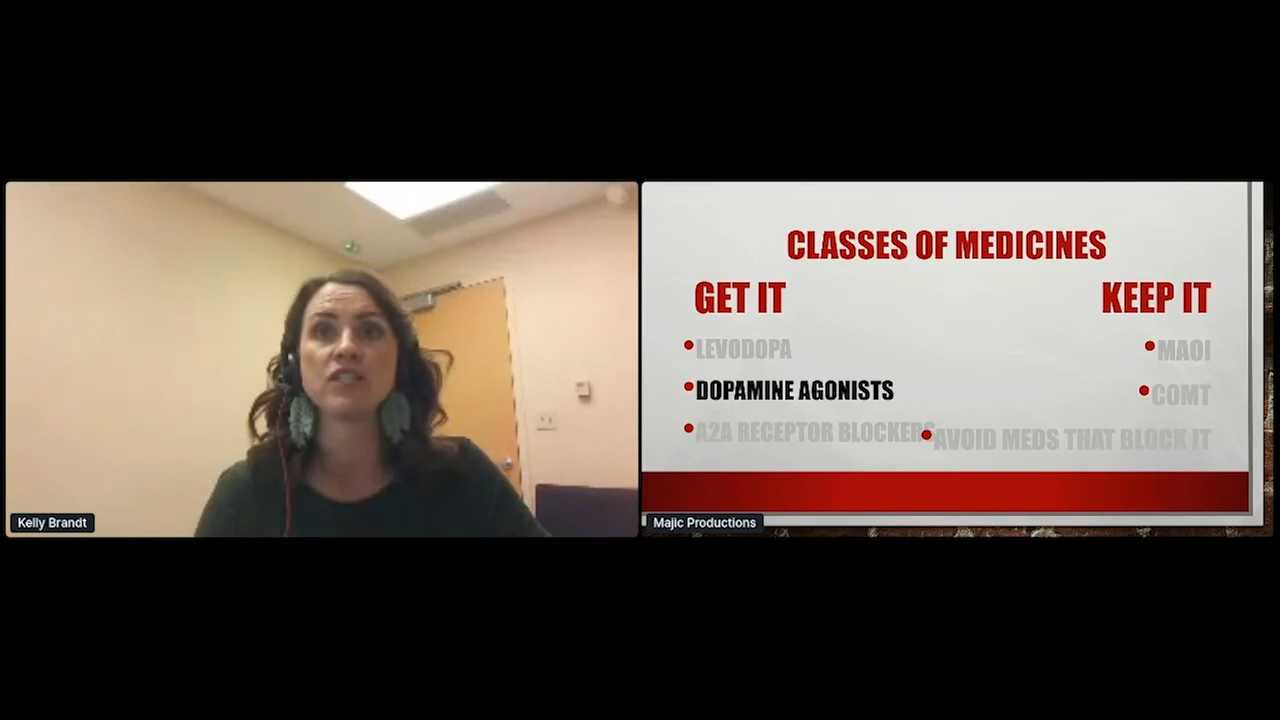 CLASSES OF MEDICINES
GET IT
KEEP IT
LEVODOPA
MAOI
DOPAMINE AGONISTS
COMT
A2A RECEPTOR BLOCKERS
AVOID MEDS THAT BLOCK IT
Kelly Brandt
Majic Productions